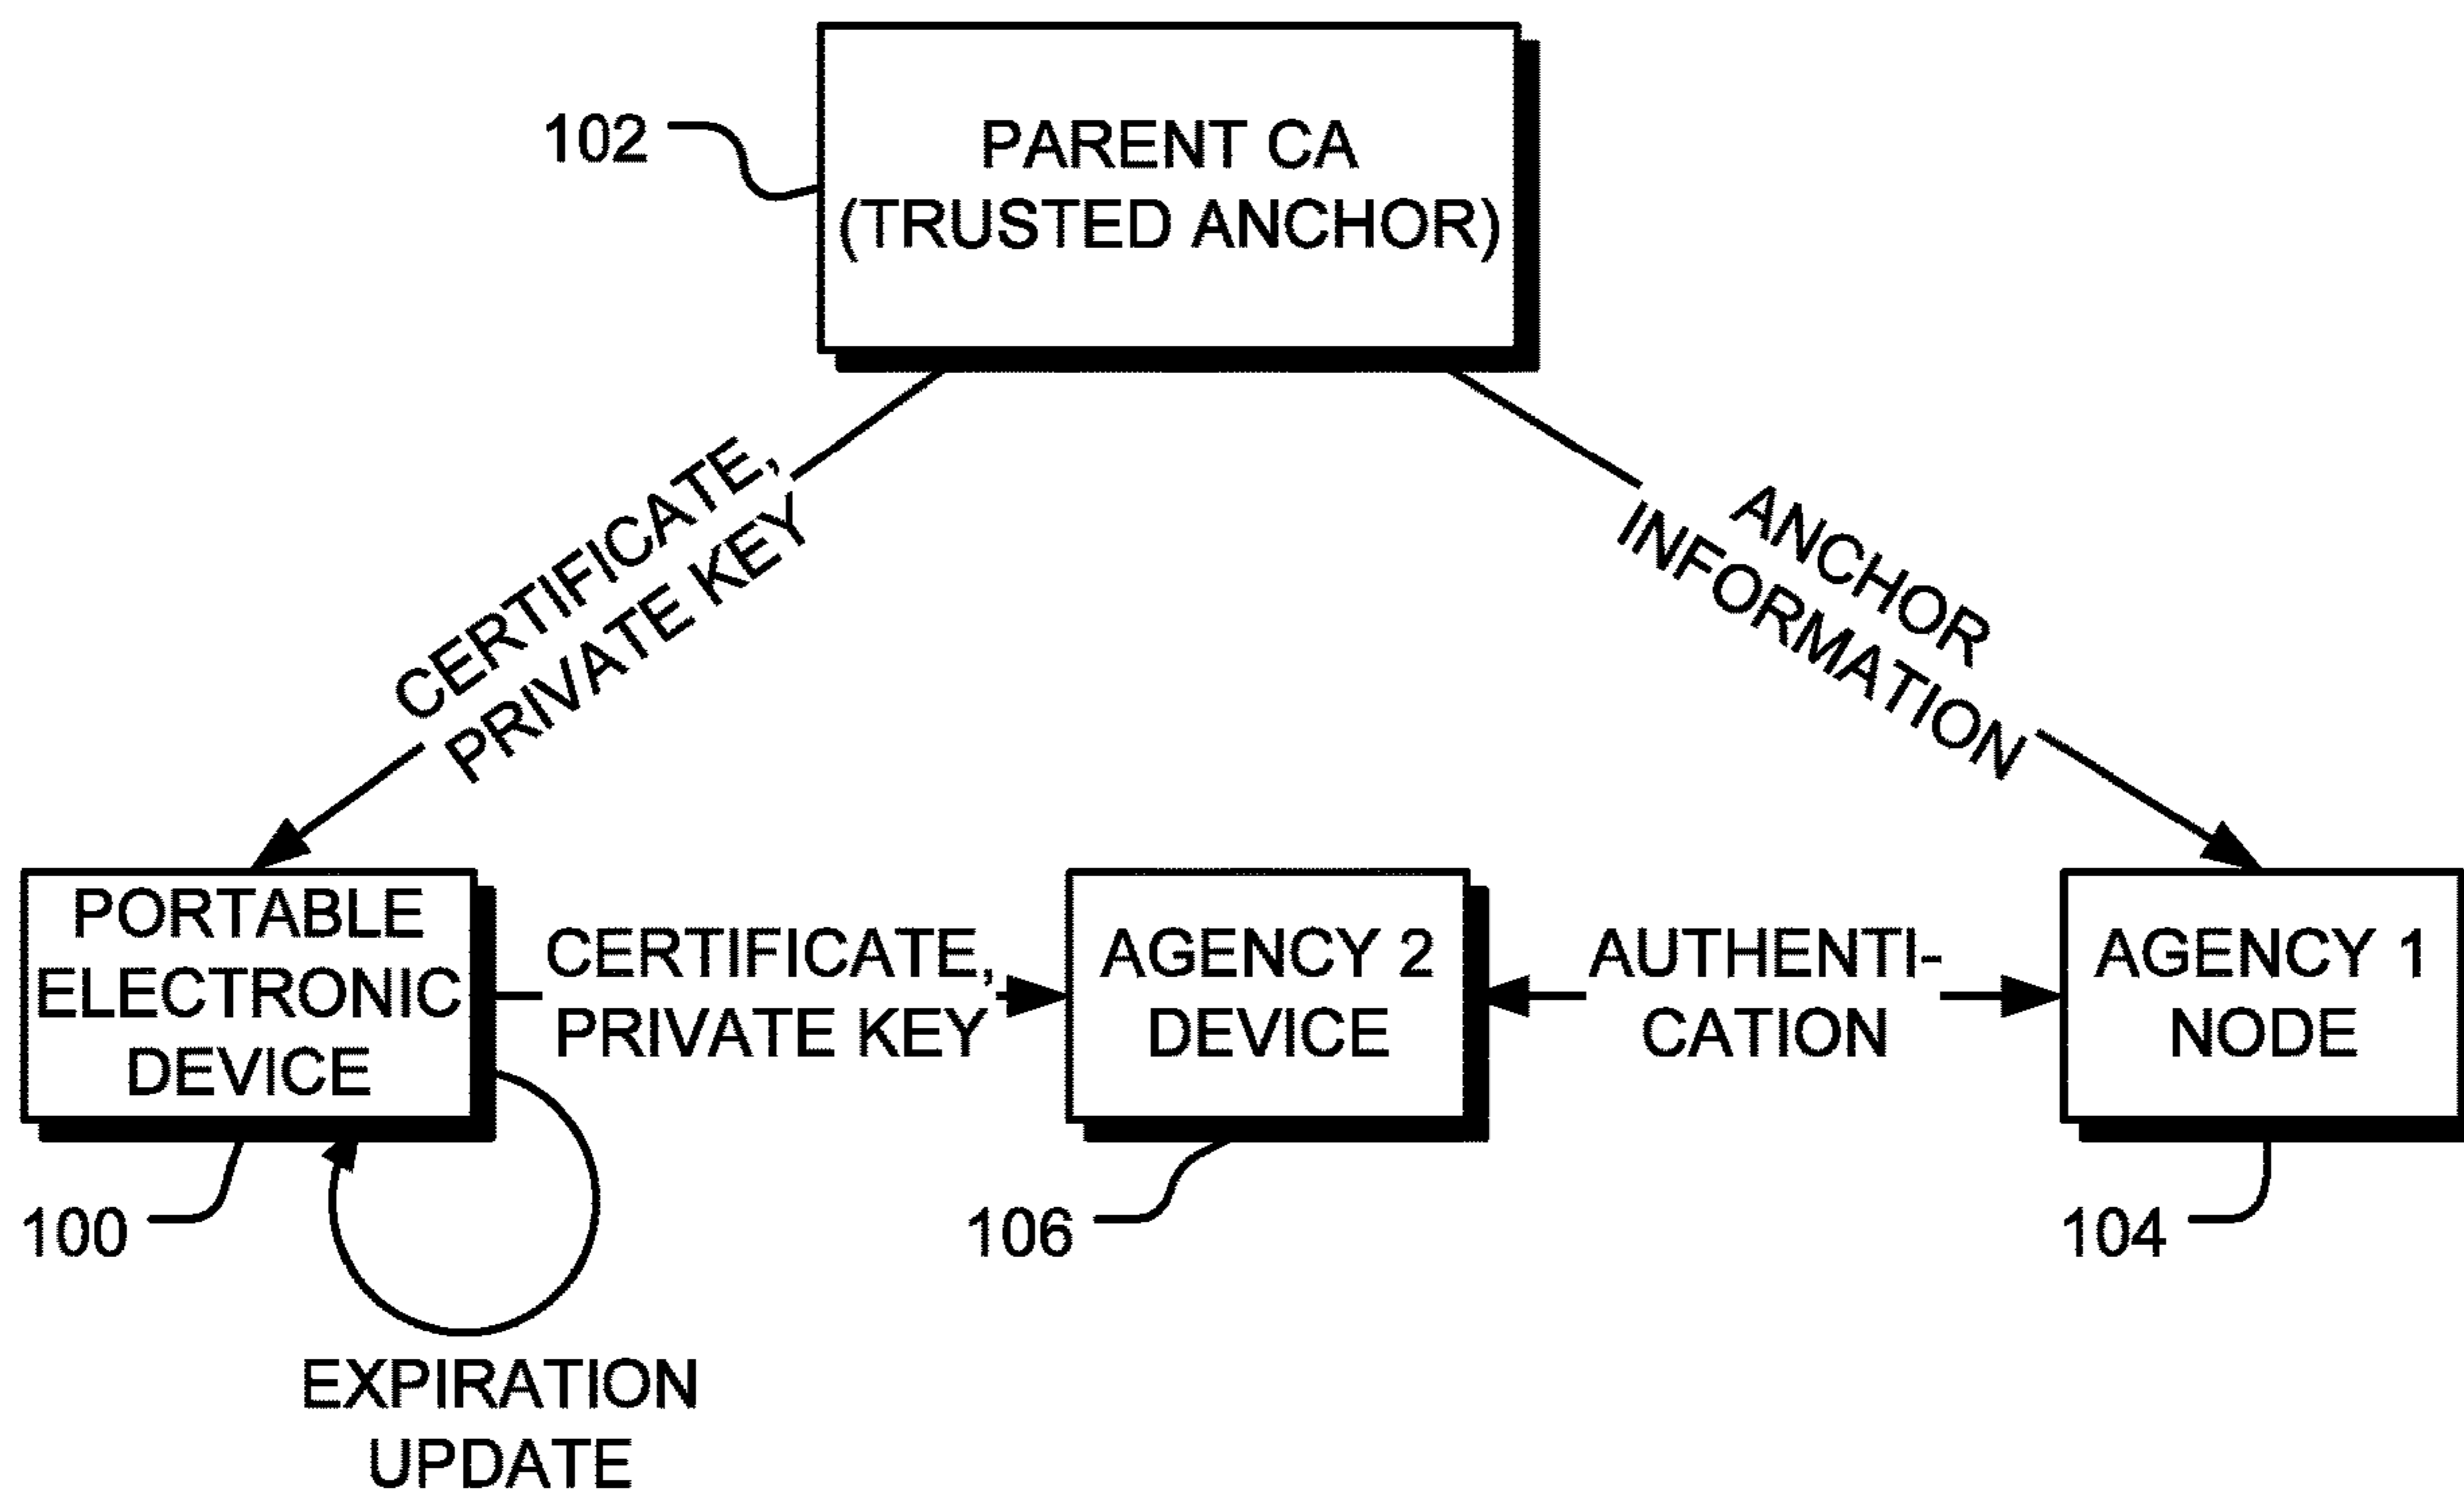 102
PARENT CA
(TRUSTED ANCHOR)
CERTIFICATE,
PRIVATE KEY
ANCHOR
INFORMATION
PORTABLE
ELECTRONIC
DEVICE
CERTIFICATE,
PRIVATE KEY
AGENCY 2
DEVICE
AUTHENTI-
CATION
AGENCY 1
NODE
100
106
104
EXPIRATION
UPDATE